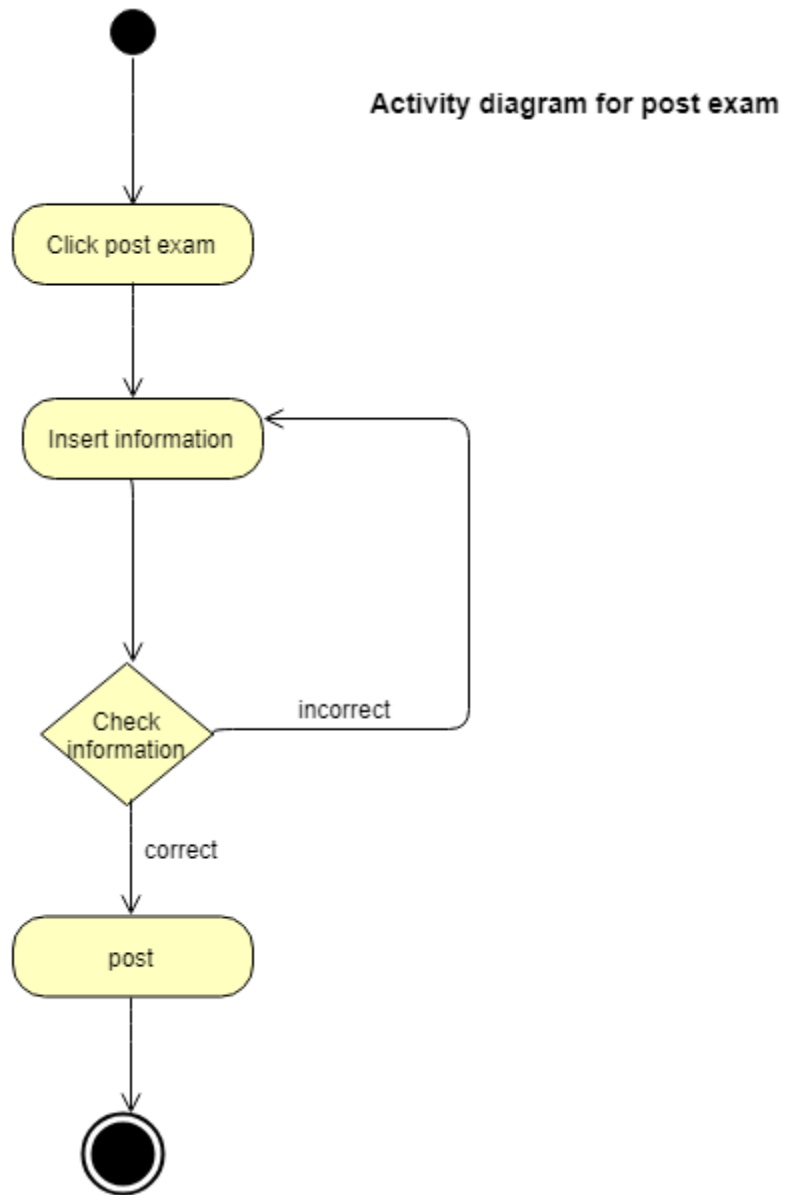 Activity diagram for post exam
Click post exam
Insert information
Check
information
incorrect
correct
post